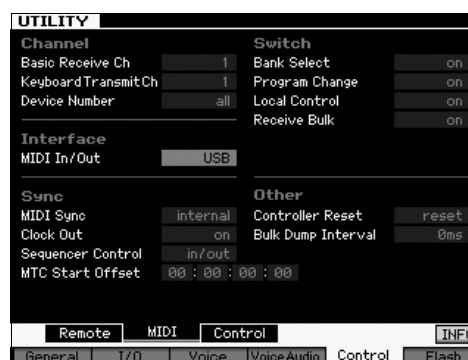 UTILITY
Channel
Basic Receive Ch 1
Keyboard Transmit Ch 1
Device Number all
Interface
MIDI In/Out USB
Sync
MIDI Sync internal
Clock Out on
Sequencer Control in/out
MTC Start Offset 00 : 00 : 00 : 00
Switch
Bank Select on
Program Change on
Local Control on
Receive Bulk on
Other
Controller Reset reset
Bulk Dump Interval 0ms
Remote MIDI Control INF
General I/O Voice Voice Audio Control Flash